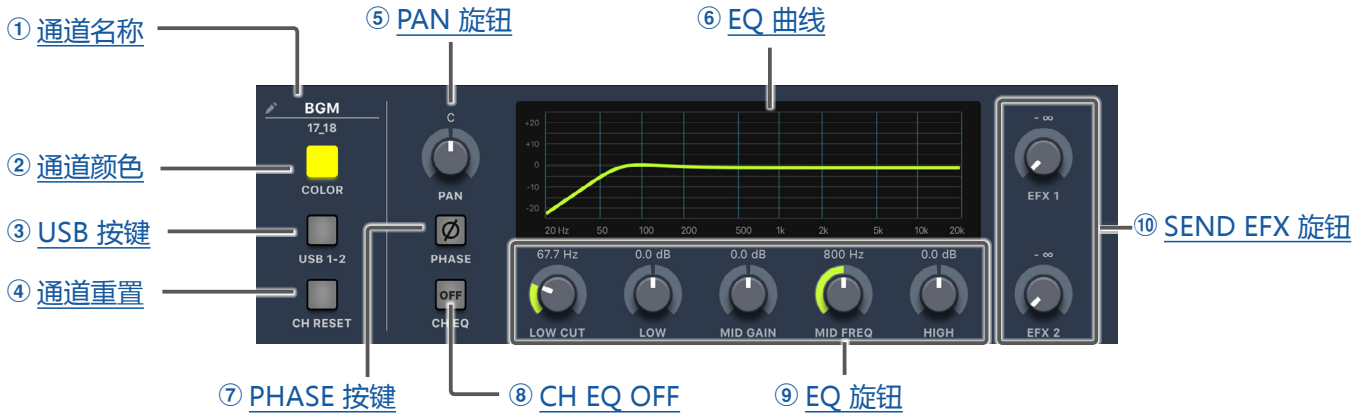 ① 通道名称
⑤ PAN 旋钮
⑥ EQ 曲线
② 通道颜色
③ USB 按键
④ 通道重置
BGM
17_18
COLOR
USB 1-2
CH RESET
C
PAN
Ø
PHASE
OFF
CH EQ
+20
+10
0
-10
-20
20 Hz 50 100 200 500 1k 2k 5k 10k 20k
67.7 Hz 0.0 dB 0.0 dB 800 Hz 0.0 dB
LOW CUT LOW MID GAIN MID FREQ HIGH
- ∞
EFX 1
- ∞
EFX 2
⑩ SEND EFX 旋钮
⑦ PHASE 按键
⑧ CH EQ OFF
⑨ EQ 旋钮